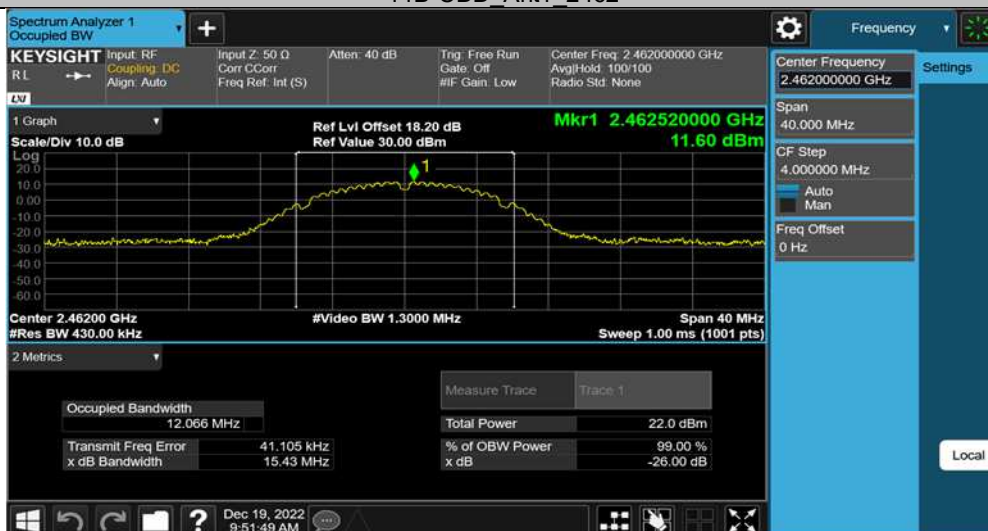 Spectrum Analyzer 1
Occupied BW
+
Frequency
KEYSIGHT
Input: RF
Input Z: 50 Ω
Atten: 40 dB
Trig: Free Run
Center Freq: 2.462000000 GHz
RL
Coupling: DC
Corr CCorr
Gate: Off
Avg|Hold: 100/100
Align: Auto
Freq Ref: Int (S)
#IF Gain: Low
Radio Std: None
LXI
Center Frequency
2.462000000 GHz
Settings
Span
40.000 MHz
CF Step
4.000000 MHz
Auto
Man
Freq Offset
0 Hz
Local
1 Graph
Ref Lvl Offset 18.20 dB
Mkr1 2.462520000 GHz
Scale/Div 10.0 dB
Ref Value 30.00 dBm
11.60 dBm
Log
1
20.0
10.0
0.00
-10.0
-20.0
-30.0
-40.0
-50.0
-60.0
Center 2.46200 GHz
#Video BW 1.3000 MHz
Span 40 MHz
#Res BW 430.00 kHz
Sweep 1.00 ms (1001 pts)
2 Metrics
Measure Trace
Trace 1
Occupied Bandwidth
12.066 MHz
Total Power
22.0 dBm
Transmit Freq Error
41.105 kHz
% of OBW Power
99.00 %
x dB Bandwidth
15.43 MHz
x dB
-26.00 dB
?
Dec 19, 2022
9:51:49 AM